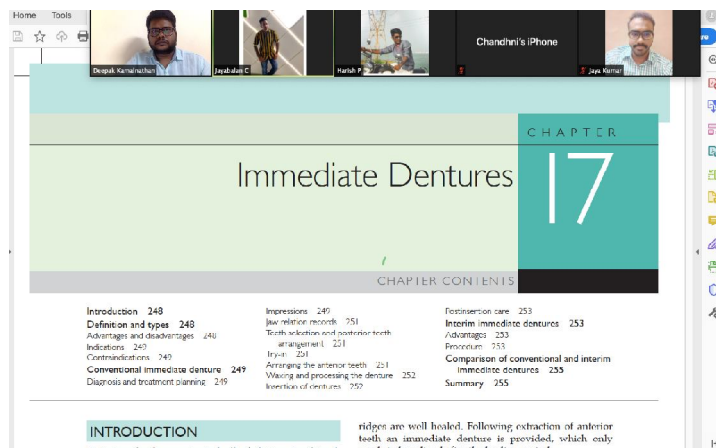 Home Tools
Deepak Kamalnathan
Jayabalan C
Harish P
Chandhni's iPhone
Jaya Kumar
CHAPTER
17
Immediate Dentures
CHAPTER CONTENTS
Introduction 248
Definition and types 248
Advantages and disadvantages 248
Indications 249
Contraindications 249
Conventional immediate denture 249
Diagnosis and treatment planning 249
Impressions 249
Jaw relation records 251
Teeth selection and posterior teeth
arrangement 251
Try-in 251
Arranging the anterior teeth 251
Waxing and processing the denture 252
Insertion of dentures 252
Postinsertion care 253
Interim immediate dentures 253
Advantages 253
Procedure 253
Comparison of conventional and interim
immediate dentures 255
Summary 255
INTRODUCTION
ridges are well healed. Following extraction of anterior
teeth an immediate denture is provided, which only